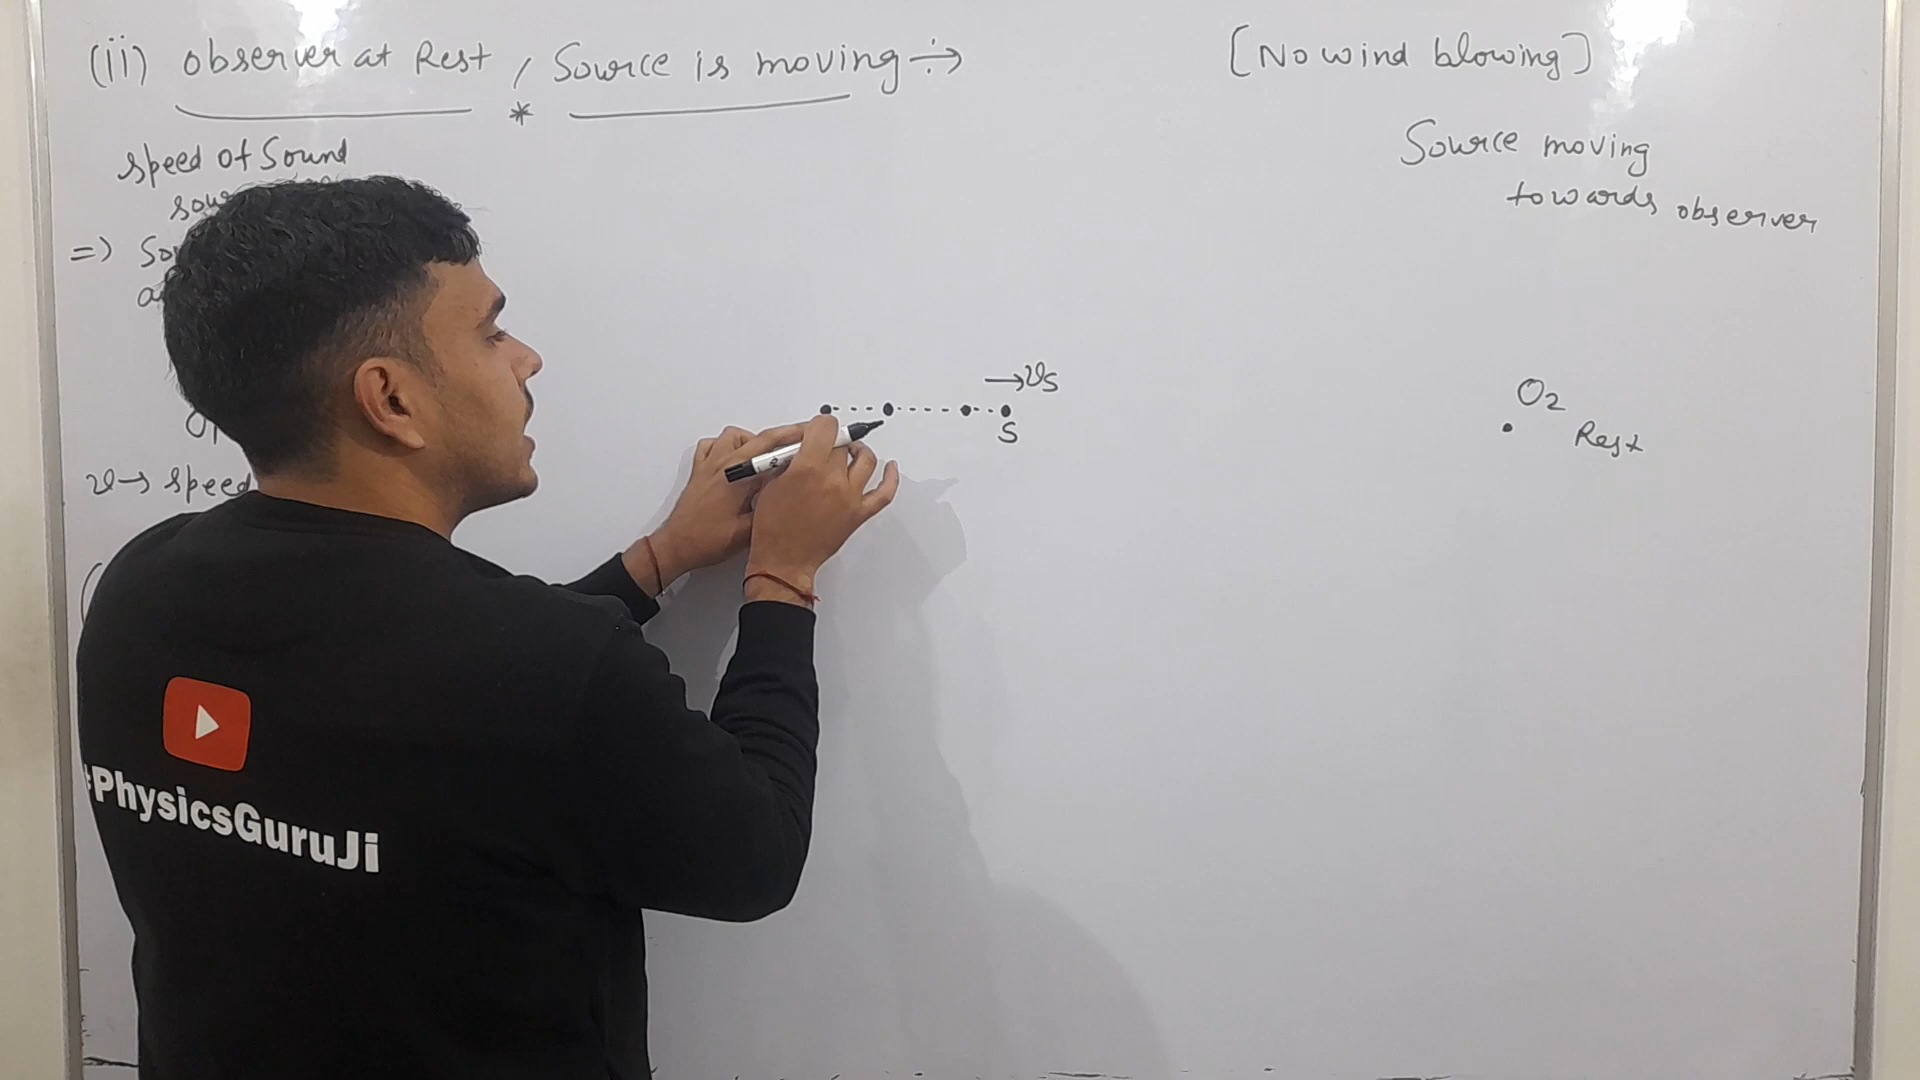 (ii) observer at Rest, Source is moving ÷→
*
[No wind blowing]
speed of Sound
Source moving
towards observer
=)
→vs
S
O2
Rest
v→ speed
#PhysicsGuruJi